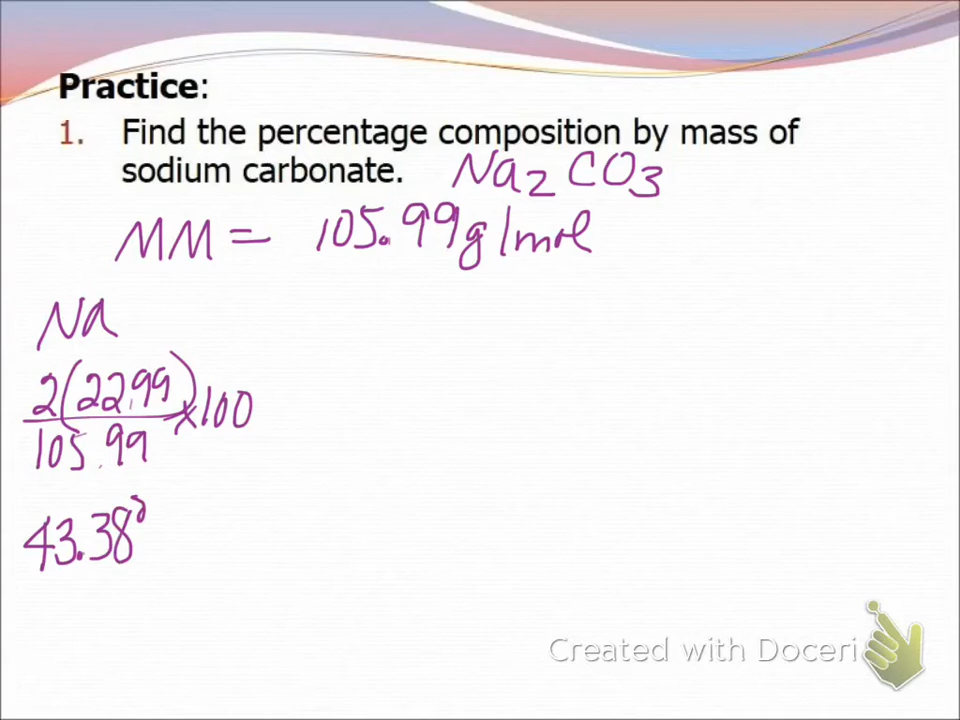 Practice:
1. Find the percentage composition by mass of
sodium carbonate. Na2CO3
MM = 105.99g/mol
Na
2(22.99)
105.99
×100
43.38
Created with Doceri